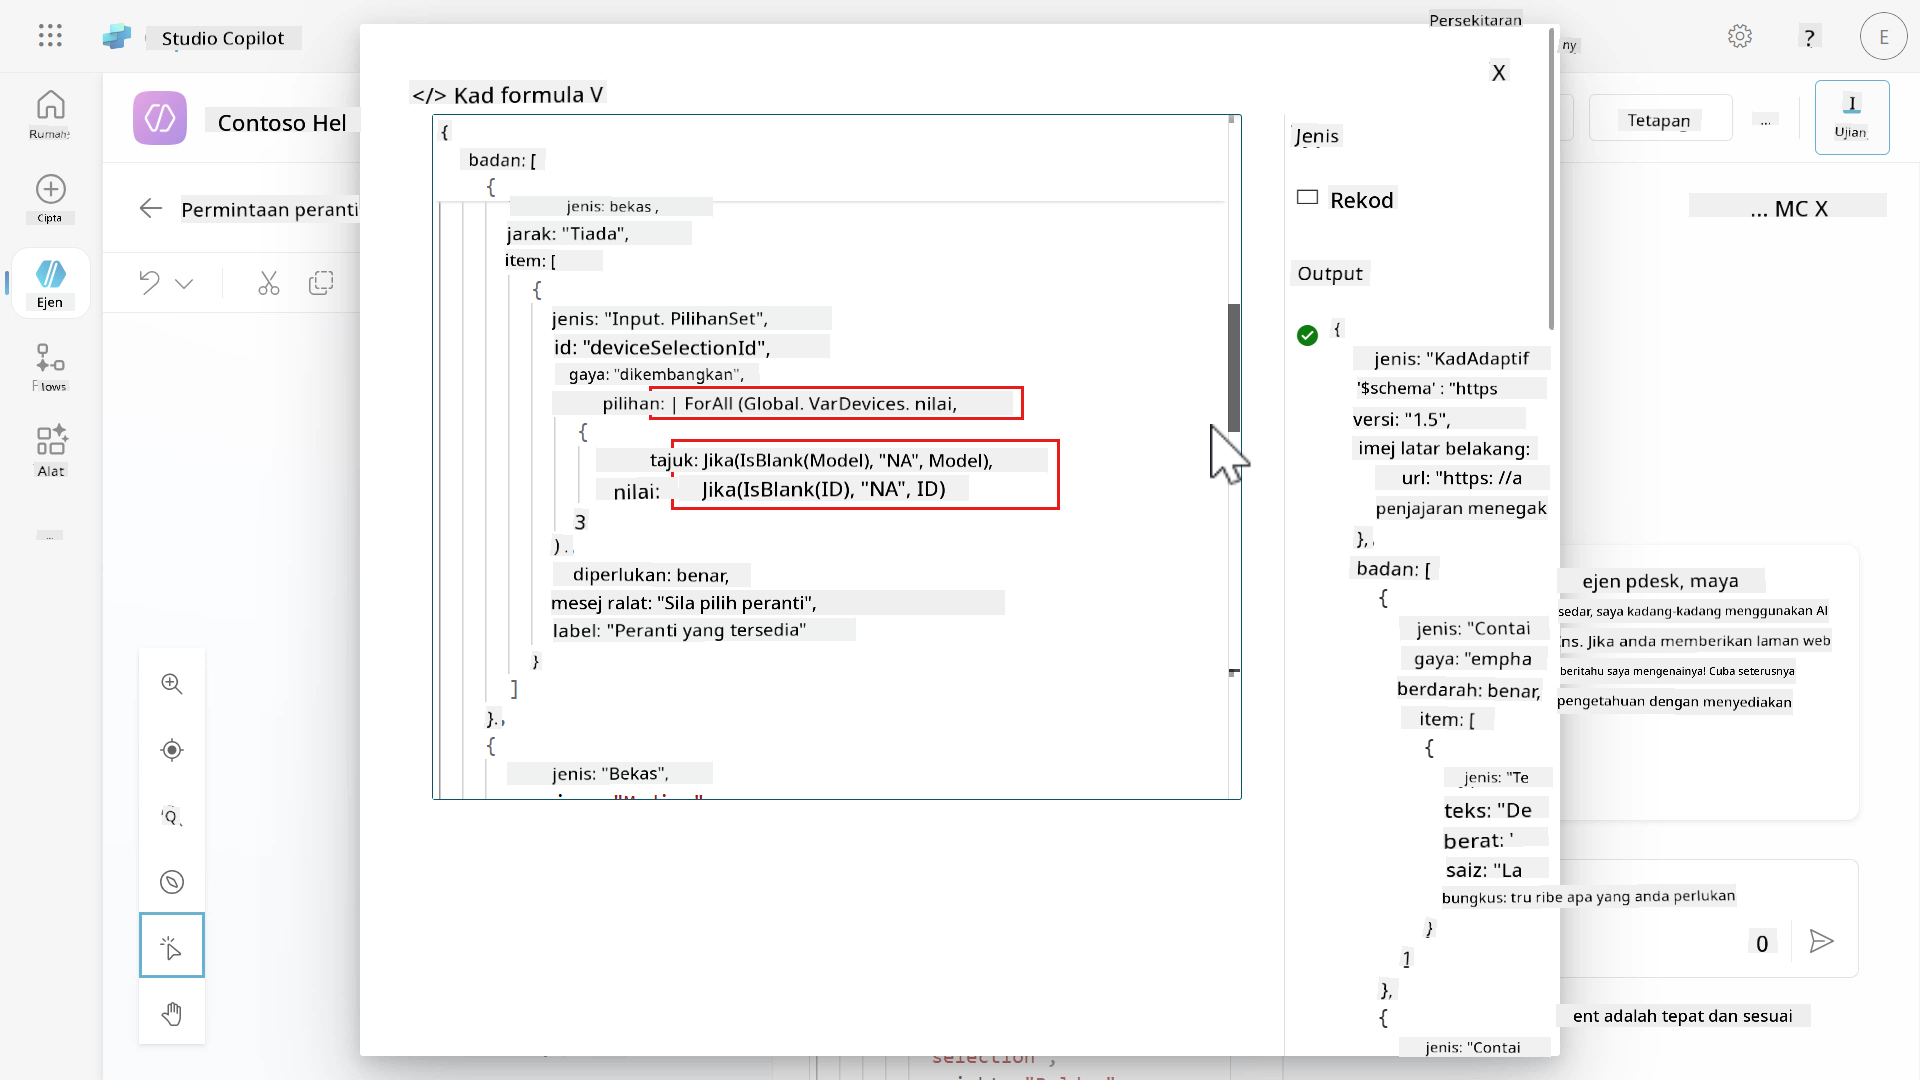 Studio Copilot
Persekitaran
ny
?
E
Rumah
Cipta
Ejen
Flows
Alat
...
Contoso Hel
Tetapan
...
Ujian
Permintaan peranti
... MC X
</> Kad formula V
X
{
badan: [
{
jenis: bekas ,
jarak: "Tiada",
item: [
{
jenis: "Input. PilihanSet",
id: "deviceSelectionId",
gaya: "dikembangkan",
pilihan: | ForAll (Global. VarDevices. nilai,
{
tajuk: Jika(IsBlank(Model), "NA", Model),
nilai: Jika(IsBlank(ID), "NA", ID)
3
).
diperlukan: benar,
mesej ralat: "Sila pilih peranti",
label: "Peranti yang tersedia"
}
]
}.,
{
jenis: "Bekas",
Jenis
Rekod
Output
{
jenis: "KadAdaptif
'$schema' : "https
versi: "1.5",
imej latar belakang:
url: "https: //a
penjajaran menegak
},
badan: [
{
jenis: "Contai
gaya: "empha
berdarah: benar,
item: [
{
jenis: "Te
teks: "De
berat: '
saiz: "La
bungkus: tru ribe apa yang anda perlukan
}
1
},
{
jenis: "Contai
ejen pdesk, maya
sedar, saya kadang-kadang menggunakan AI
ns. Jika anda memberikan laman web
beritahu saya mengenainya! Cuba seterusnya
pengetahuan dengan menyediakan
0
ent adalah tepat dan sesuai
selection",